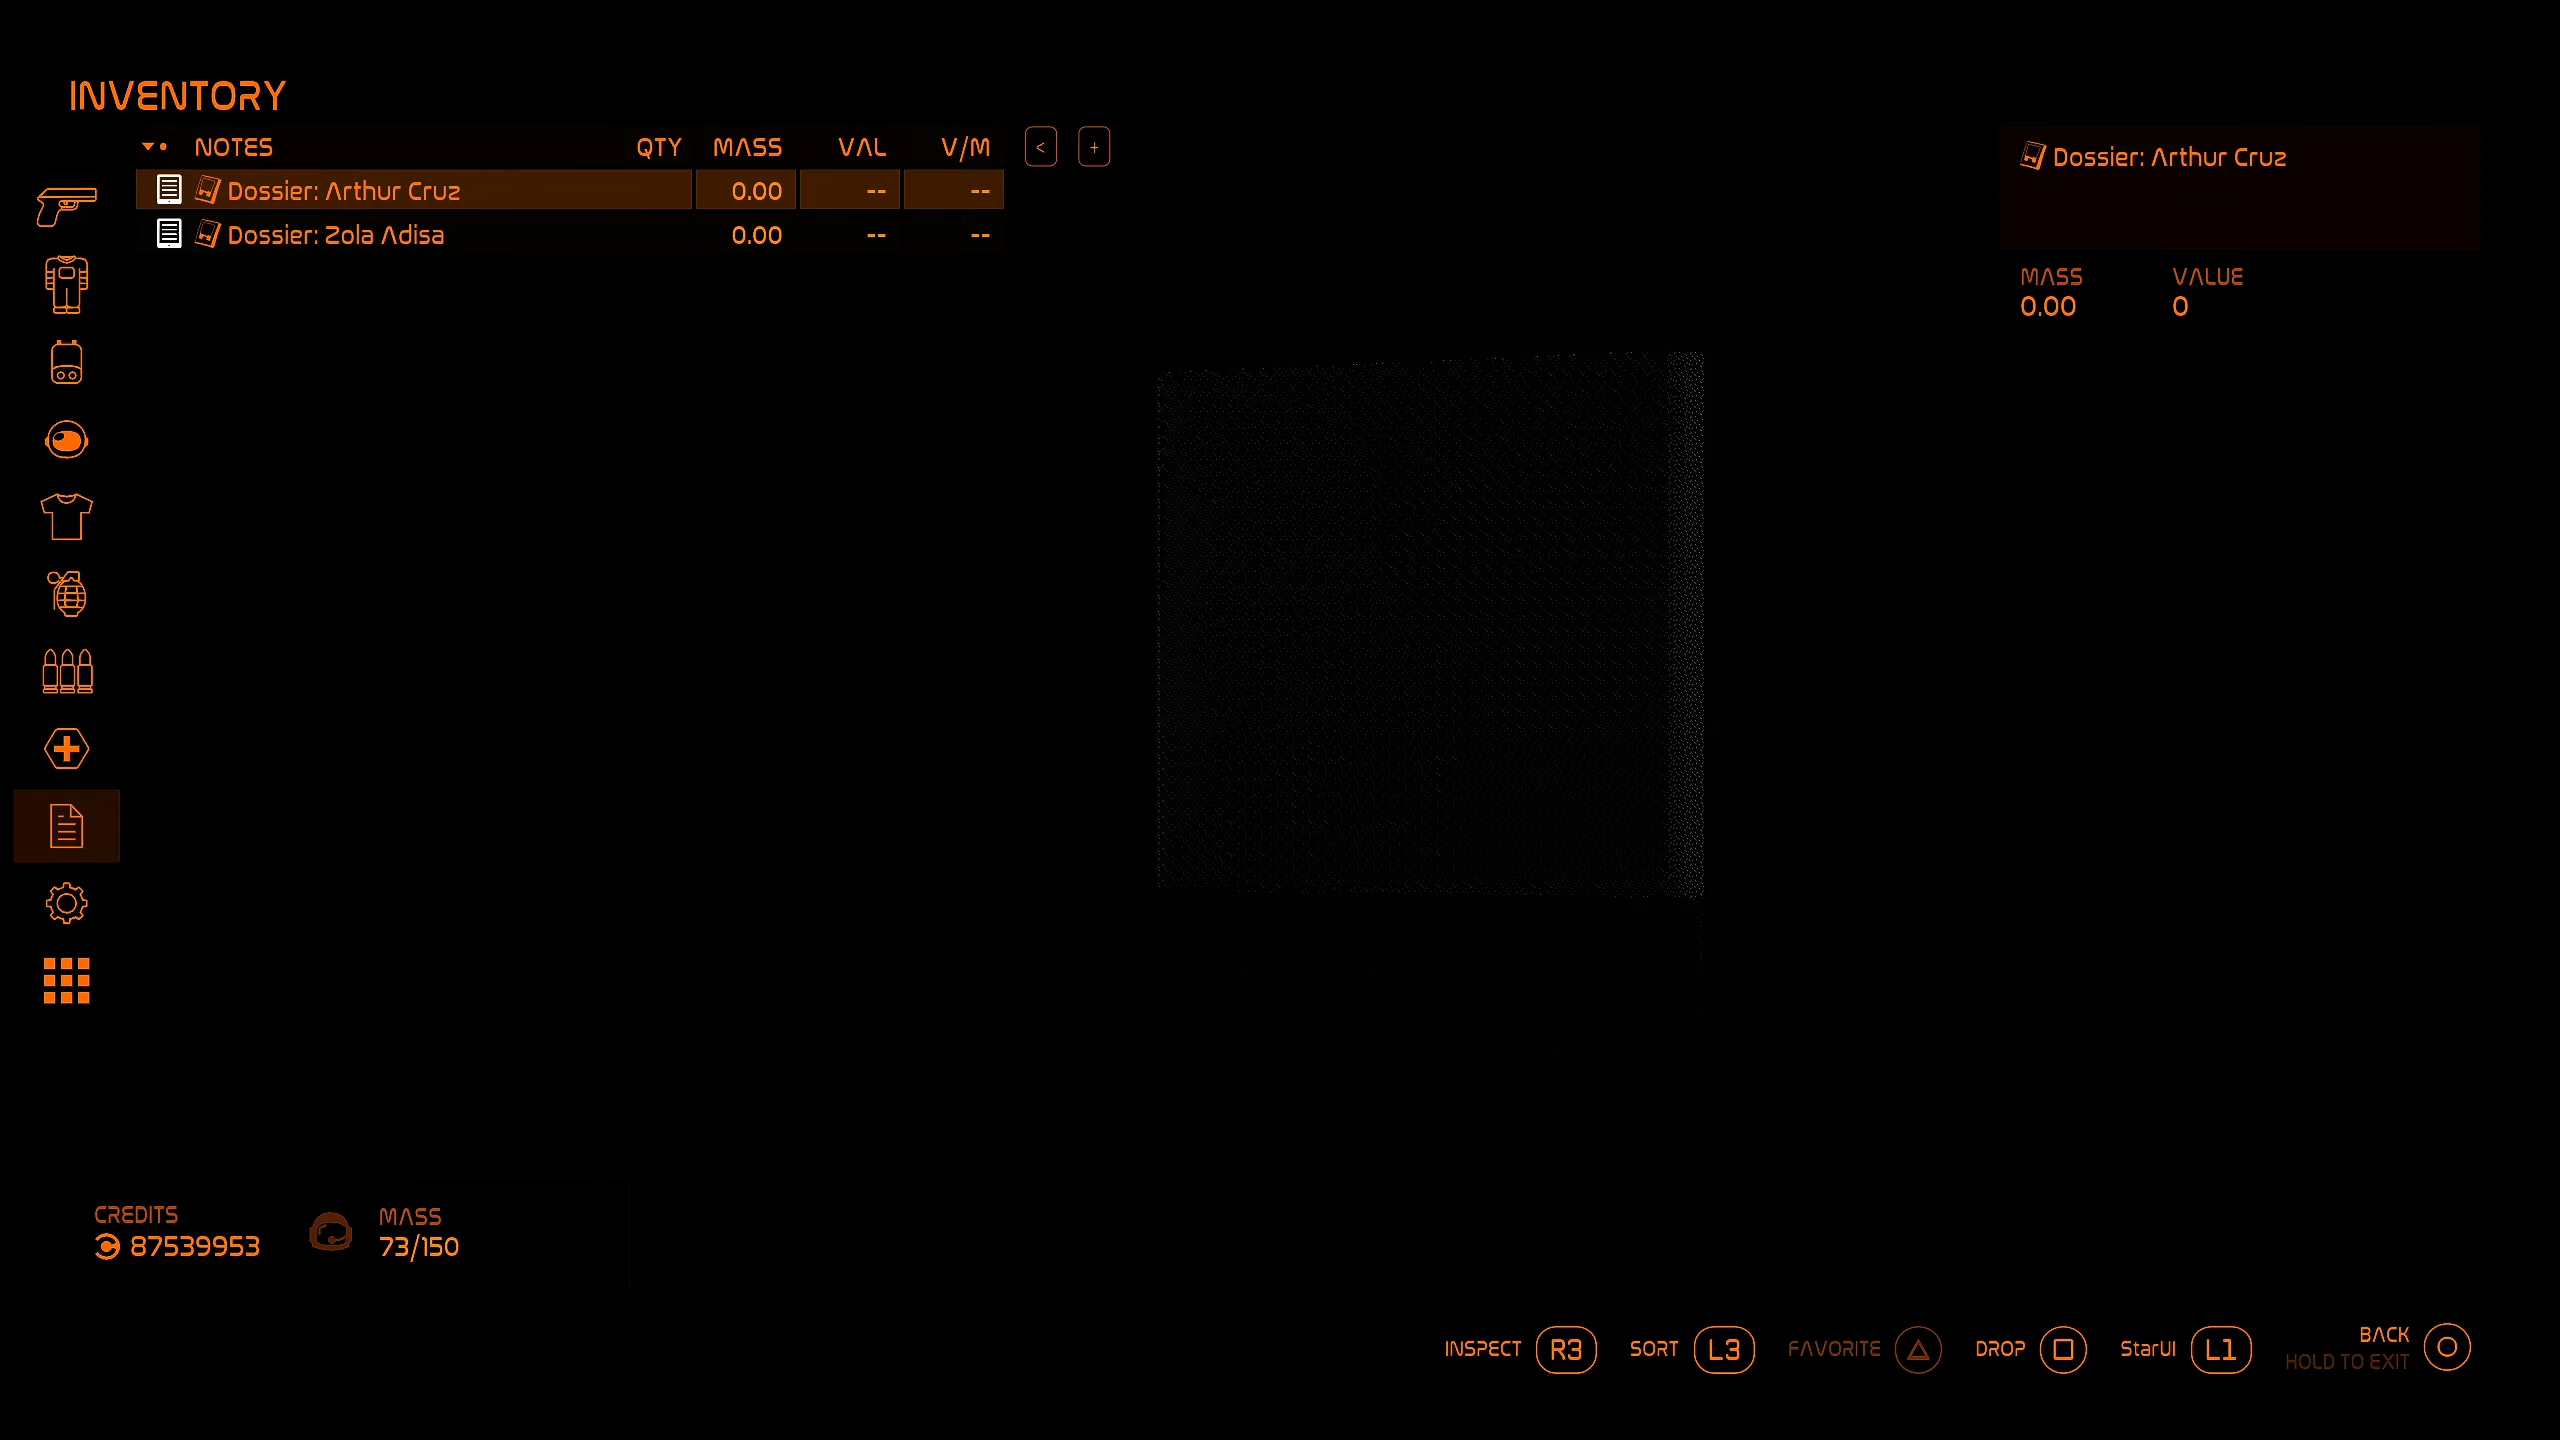 INVENTORY
NOTES QTY MASS VAL V/M < +
Dossier: Arthur Cruz 0.00 -- --
Dossier: Zola Adisa 0.00 -- --
Dossier: Arthur Cruz
MASS VALUE
0.00 0
CREDITS MASS
87539953 73/150
INSPECT R3 SORT L3 FAVORITE DROP StarUI L1 BACK
HOLD TO EXIT